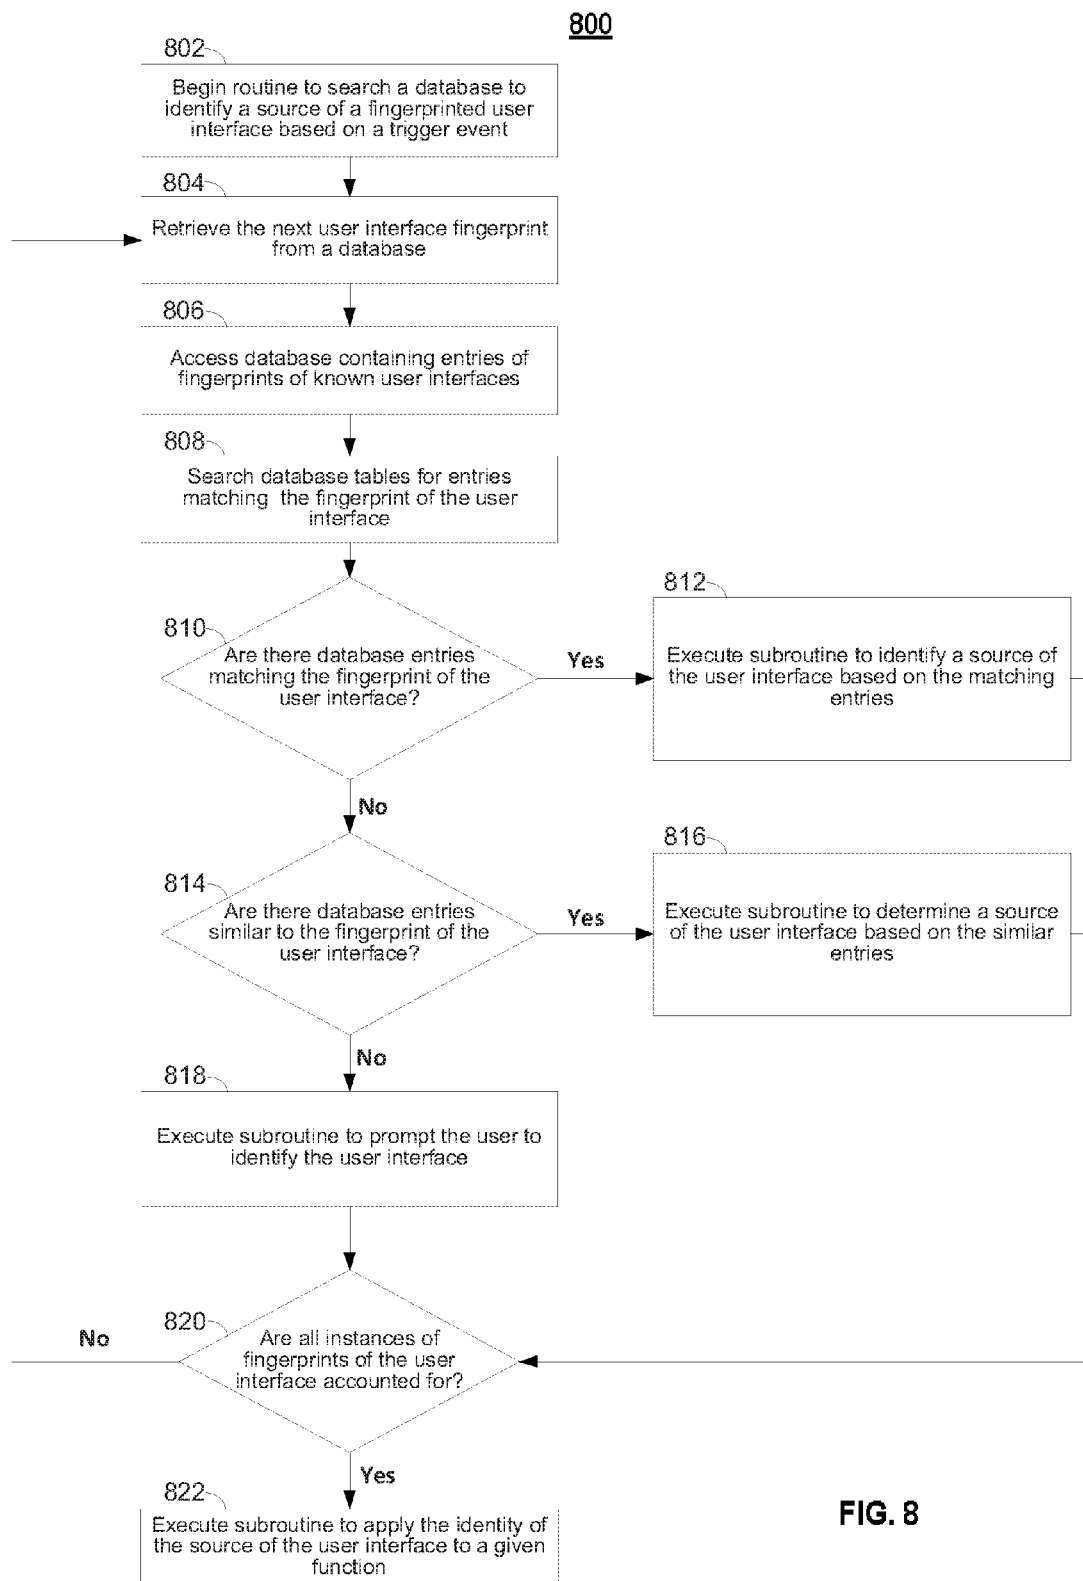 800
802
Begin routine to search a database to
identify a source of a fingerprinted user
interface based on a trigger event
804
Retrieve the next user interface fingerprint
from a database
806
Access database containing entries of
fingerprints of known user interfaces
808
Search database tables for entries
matching the fingerprint of the user
interface
810
Are there database entries
matching the fingerprint of the
user interface?
Yes
812
Execute subroutine to identify a source of
the user interface based on the matching
entries
No
814
Are there database entries
similar to the fingerprint of the
user interface?
Yes
816
Execute subroutine to determine a source
of the user interface based on the similar
entries
No
818
Execute subroutine to prompt the user to
identify the user interface
820
Are all instances of
fingerprints of the user
interface accounted for?
No
Yes
822
Execute subroutine to apply the identity of
the source of the user interface to a given
function
FIG. 8